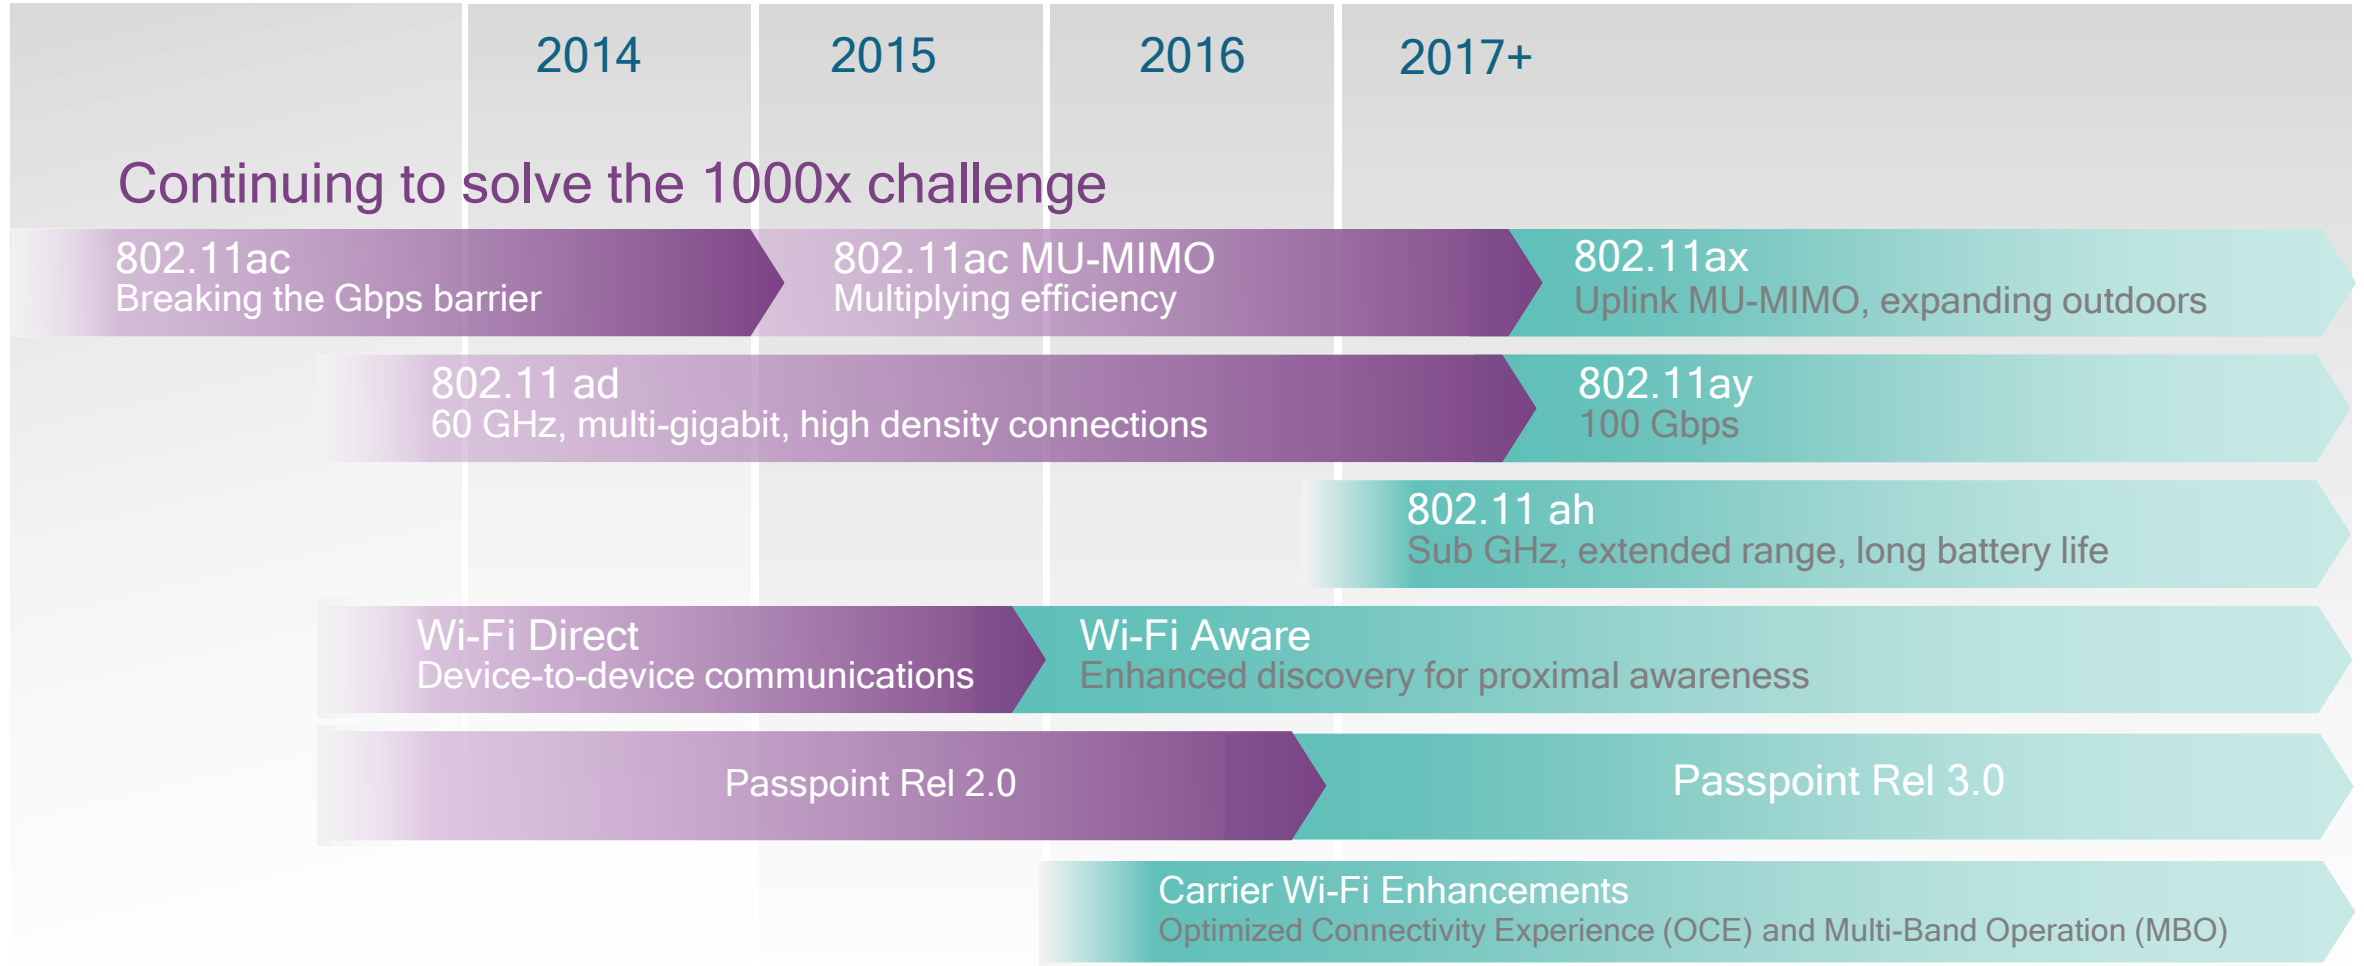 2014 2015 2016 2017+
Continuing to solve the 1000x challenge
802.11ac
Breaking the Gbps barrier
802.11ac MU-MIMO
Multiplying efficiency
802.11ax
Uplink MU-MIMO, expanding outdoors
802.11 ad
60 GHz, multi-gigabit, high density connections
802.11ay
100 Gbps
802.11 ah
Sub GHz, extended range, long battery life
Wi-Fi Direct
Device-to-device communications
Wi-Fi Aware
Enhanced discovery for proximal awareness
Passpoint Rel 2.0
Passpoint Rel 3.0
Carrier Wi-Fi Enhancements
Optimized Connectivity Experience (OCE) and Multi-Band Operation (MBO)